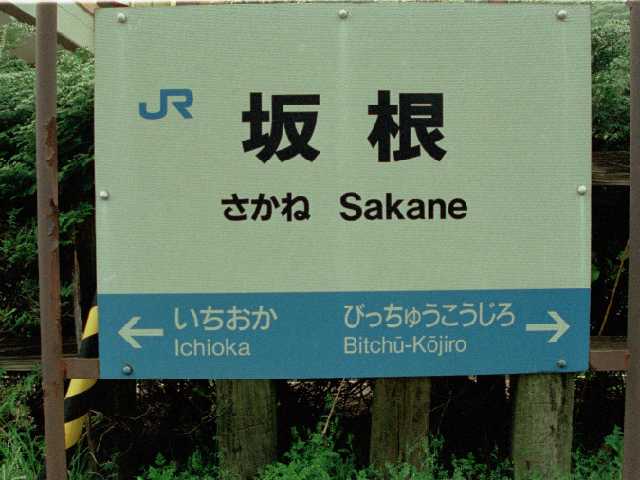 JR 坂根
さかね Sakane
← いちおか びっちゅうこうじろ →
Ichioka Bitchū-Kōjiro